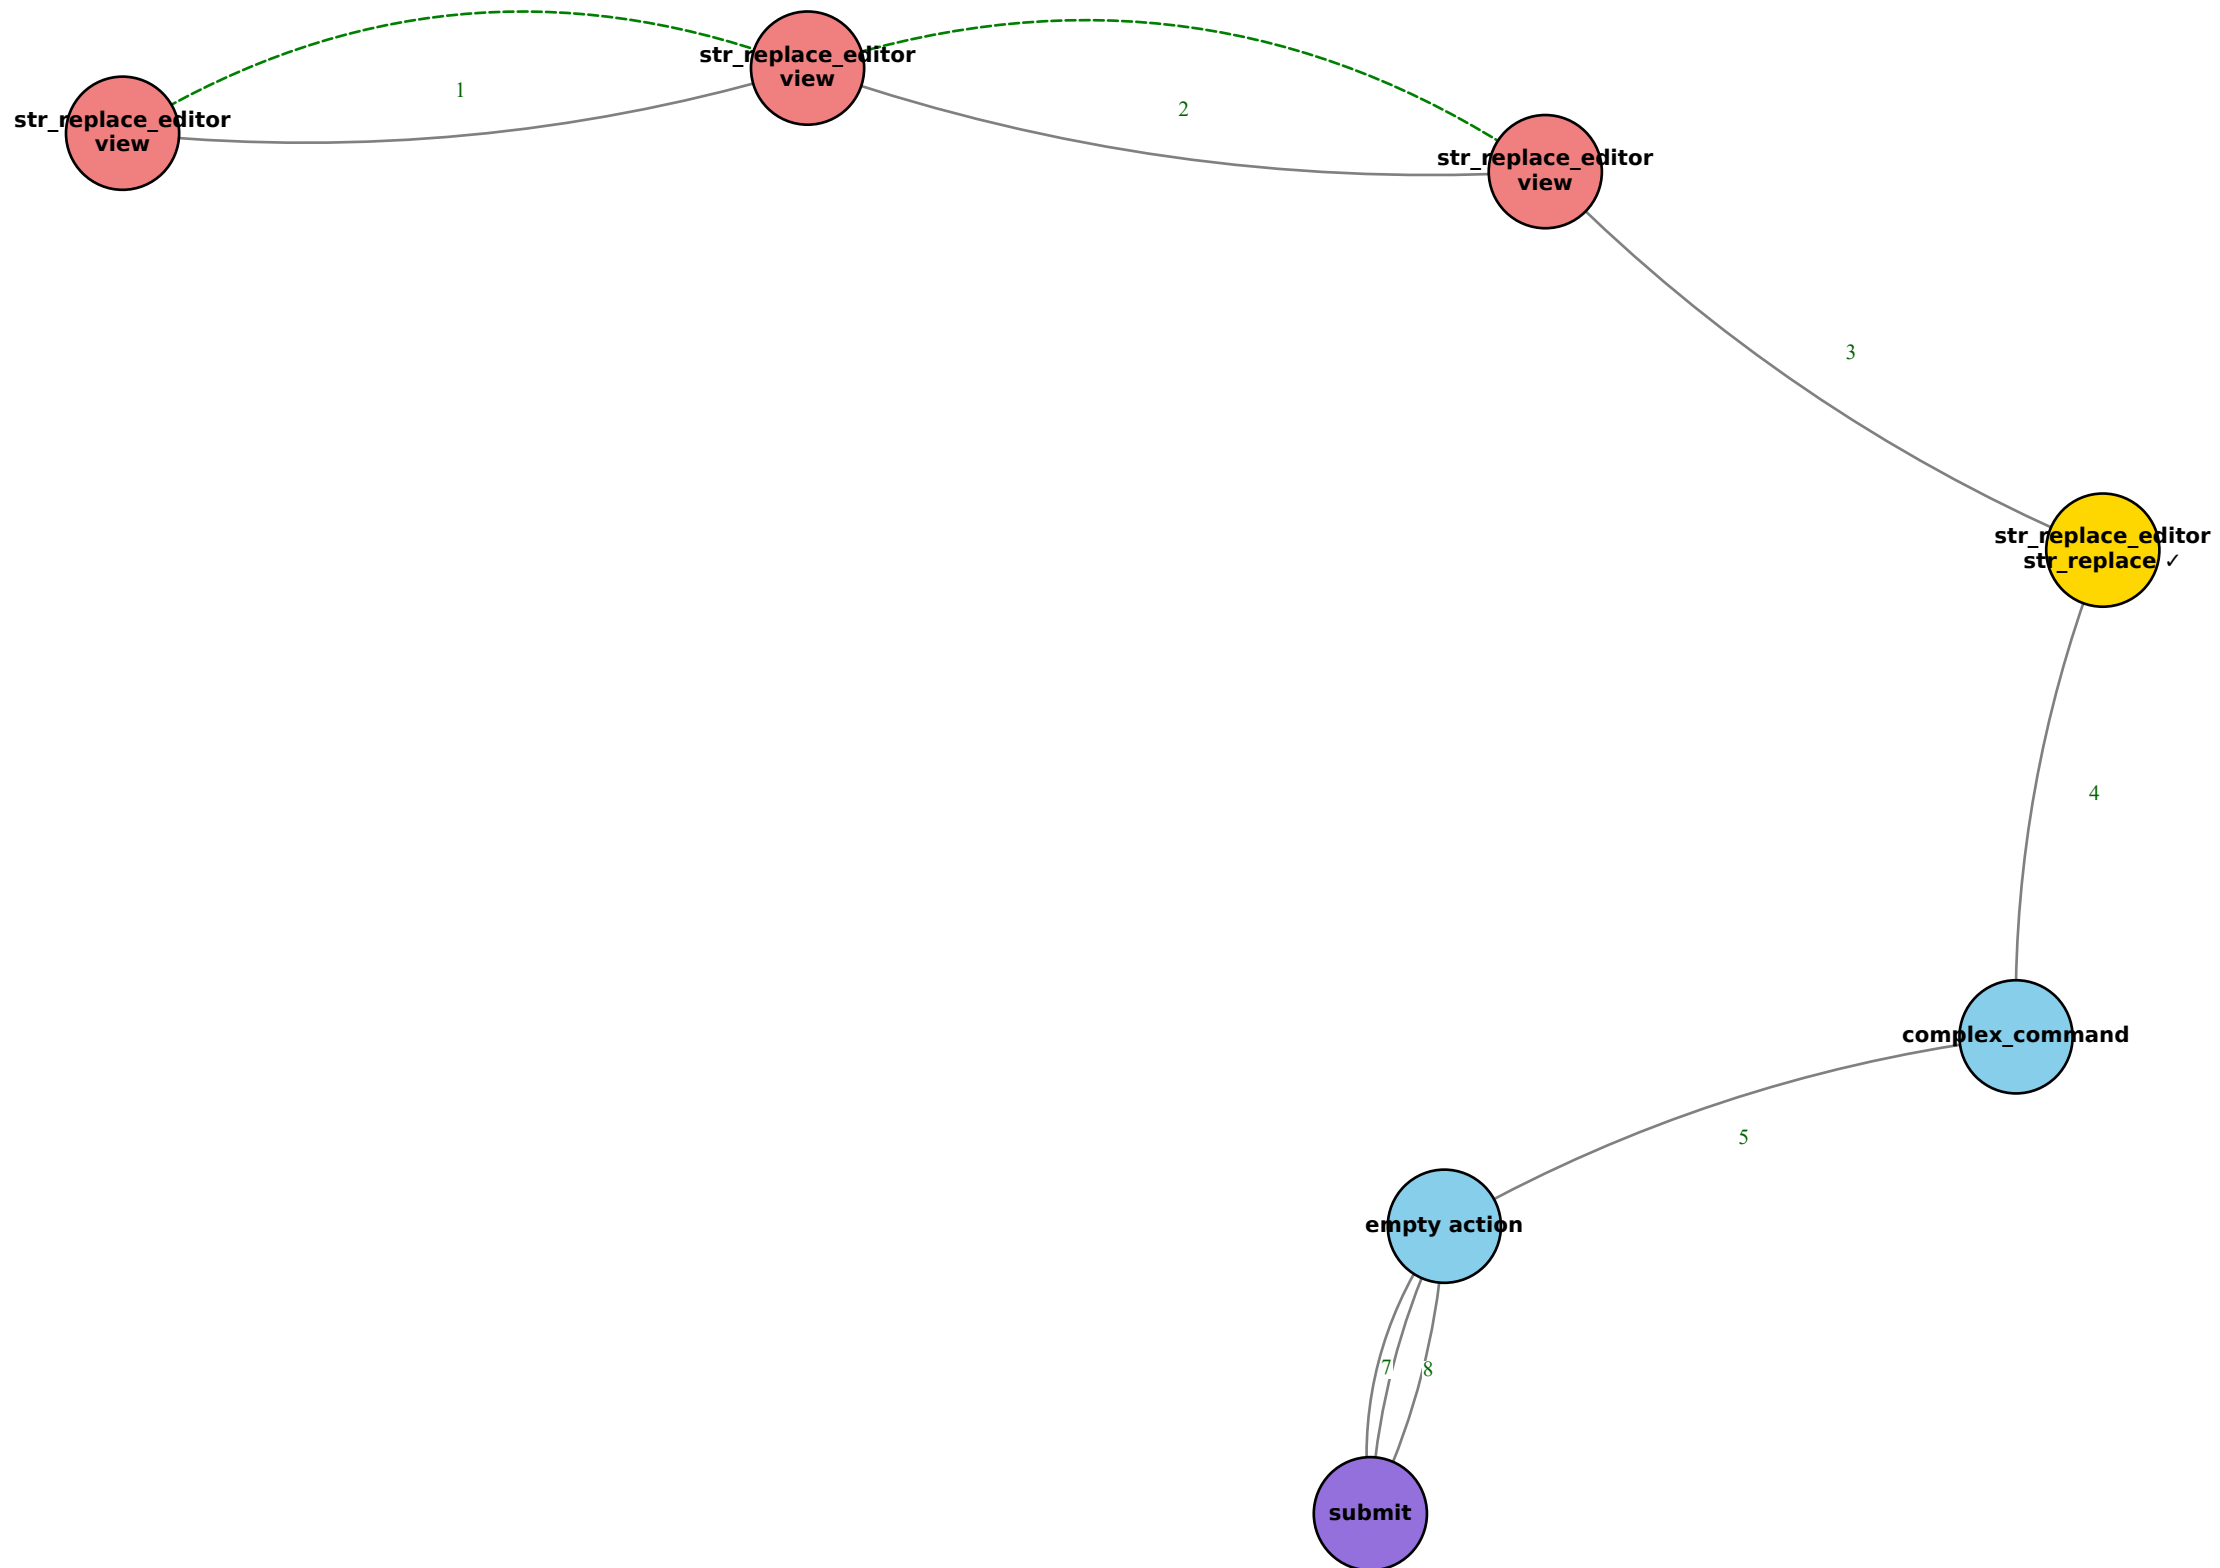 str_replace_editor
view
1
str_replace_editor
view
2
str_replace_editor
view
3
str_replace_editor
str_replace ✓
4
complex_command
5
empty action
7
8
submit